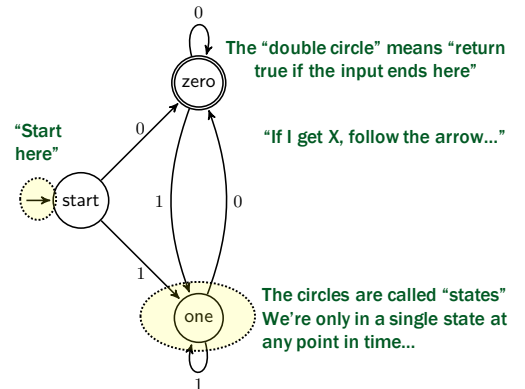 0
The “double circle” means “return
true if the input ends here”
zero
“Start
here”
0
“If I get X, follow the arrow...”
start
1
0
1
The circles are called “states”
We’re only in a single state at
any point in time...
one
1